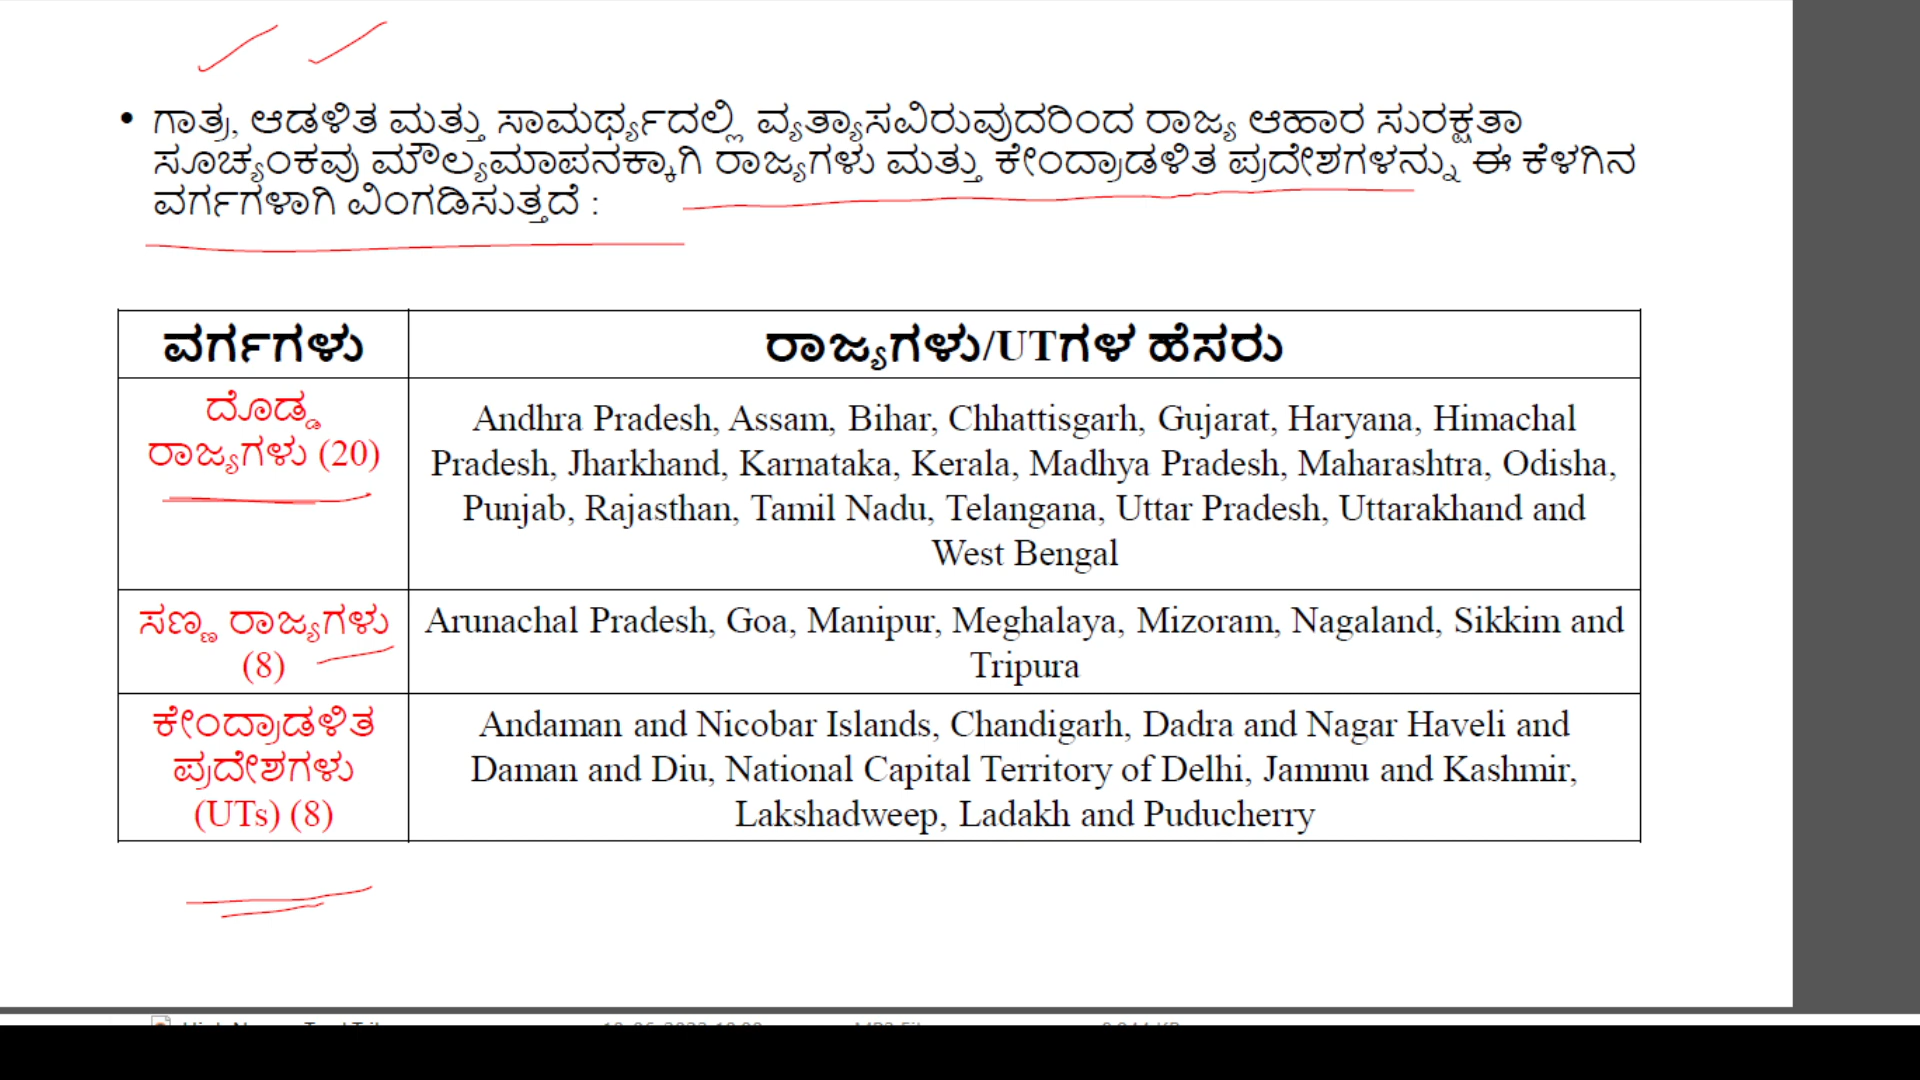 • ಗಾತ್ರ, ಆಡಳಿತ ಮತ್ತು ಸಾಮರ್ಥ್ಯದಲ್ಲಿ ವ್ಯತ್ಯಾಸವಿರುವುದರಿಂದ ರಾಜ್ಯ ಆಹಾರ ಸುರಕ್ಷತಾ
ಸೂಚ್ಯಂಕವು ಮೌಲ್ಯಮಾಪನಕ್ಕಾಗಿ ರಾಜ್ಯಗಳು ಮತ್ತು ಕೇಂದ್ರಾಡಳಿತ ಪ್ರದೇಶಗಳನ್ನು ಈ ಕೆಳಗಿನ
ವರ್ಗಗಳಾಗಿ ವಿಂಗಡಿಸುತ್ತದೆ :
ವರ್ಗಗಳು
ರಾಜ್ಯಗಳು/UTಗಳ ಹೆಸರು
ದೊಡ್ಡ
ರಾಜ್ಯಗಳು (20)
Andhra Pradesh, Assam, Bihar, Chhattisgarh, Gujarat, Haryana, Himachal
Pradesh, Jharkhand, Karnataka, Kerala, Madhya Pradesh, Maharashtra, Odisha,
Punjab, Rajasthan, Tamil Nadu, Telangana, Uttar Pradesh, Uttarakhand and
West Bengal
ಸಣ್ಣ ರಾಜ್ಯಗಳು
(8)
Arunachal Pradesh, Goa, Manipur, Meghalaya, Mizoram, Nagaland, Sikkim and
Tripura
ಕೇಂದ್ರಾಡಳಿತ
ಪ್ರದೇಶಗಳು
(UTs) (8)
Andaman and Nicobar Islands, Chandigarh, Dadra and Nagar Haveli and
Daman and Diu, National Capital Territory of Delhi, Jammu and Kashmir,
Lakshadweep, Ladakh and Puducherry